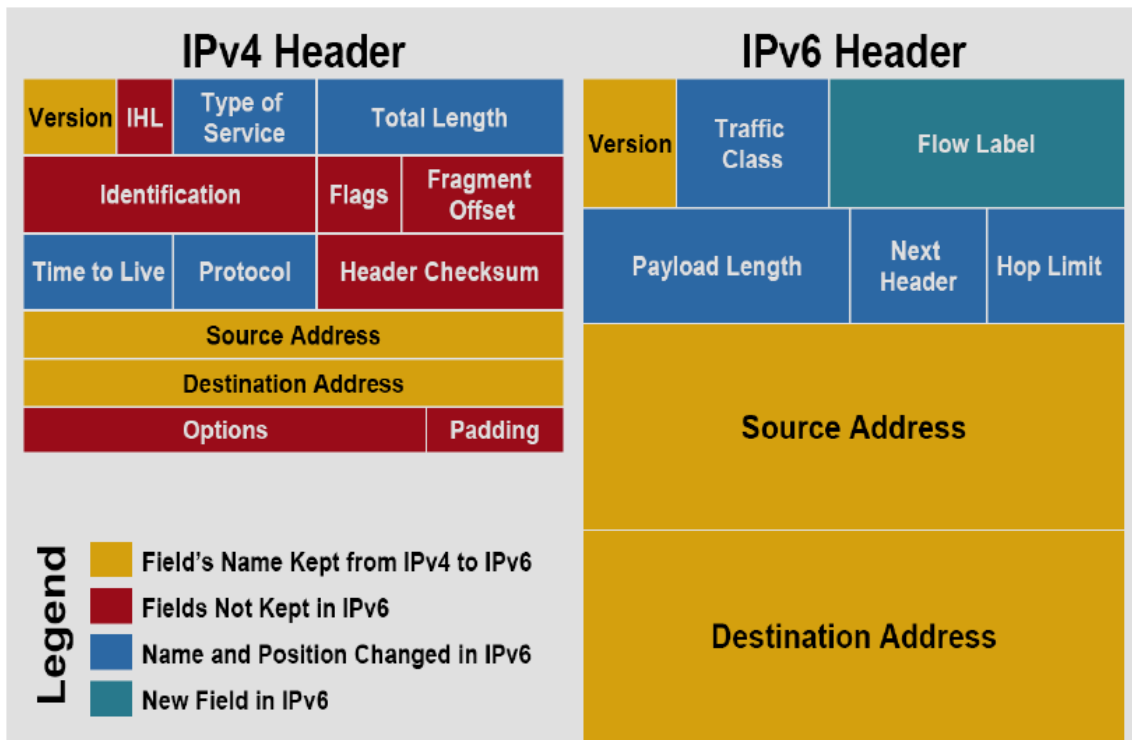 IPv4 Header
Version IHL Type of Service Total Length
Identification Flags Fragment Offset
Time to Live Protocol Header Checksum
Source Address
Destination Address
Options Padding
IPv6 Header
Version Traffic Class Flow Label
Payload Length Next Header Hop Limit
Source Address
Destination Address
Legend
Field's Name Kept from IPv4 to IPv6
Fields Not Kept in IPv6
Name and Position Changed in IPv6
New Field in IPv6